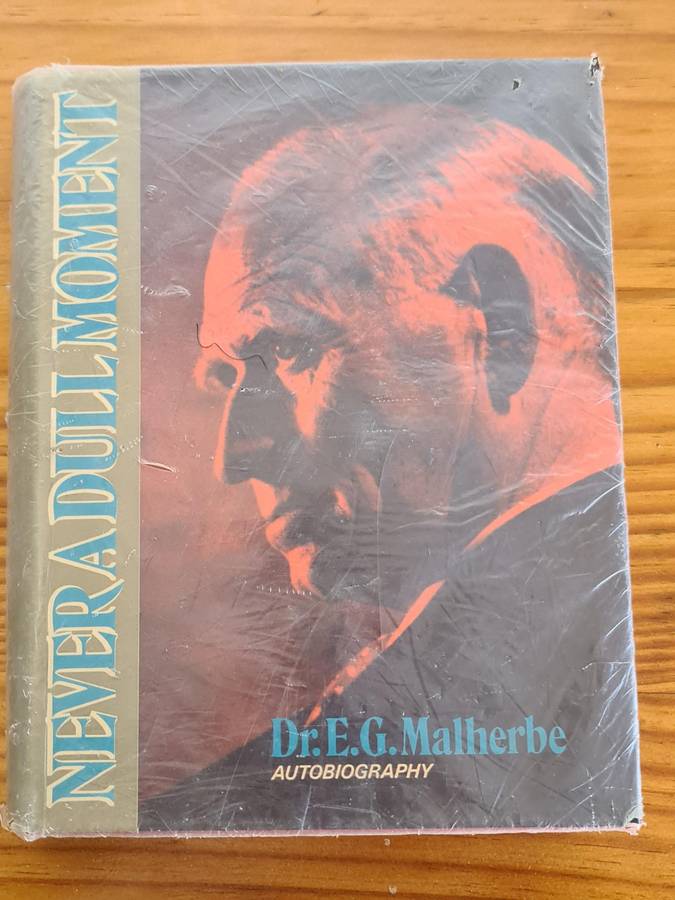 NEVER A DULL MOMENT
Dr. E.G. Malherbe
AUTOBIOGRAPHY